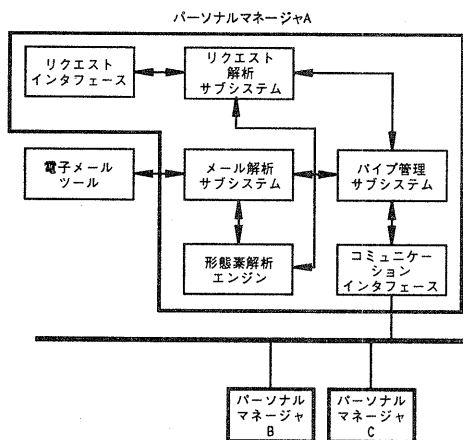 パーソナルマネージャA
リクエスト
インタフェース
リクエスト
解析
サブシステム
電子メール
ツール
メール解析
サブシステム
パイプ管理
サブシステム
形態素解析
エンジン
コミュニケー
ション
インタフェース
パーソナル
マネージャ
B
パーソナル
マネージャ
C